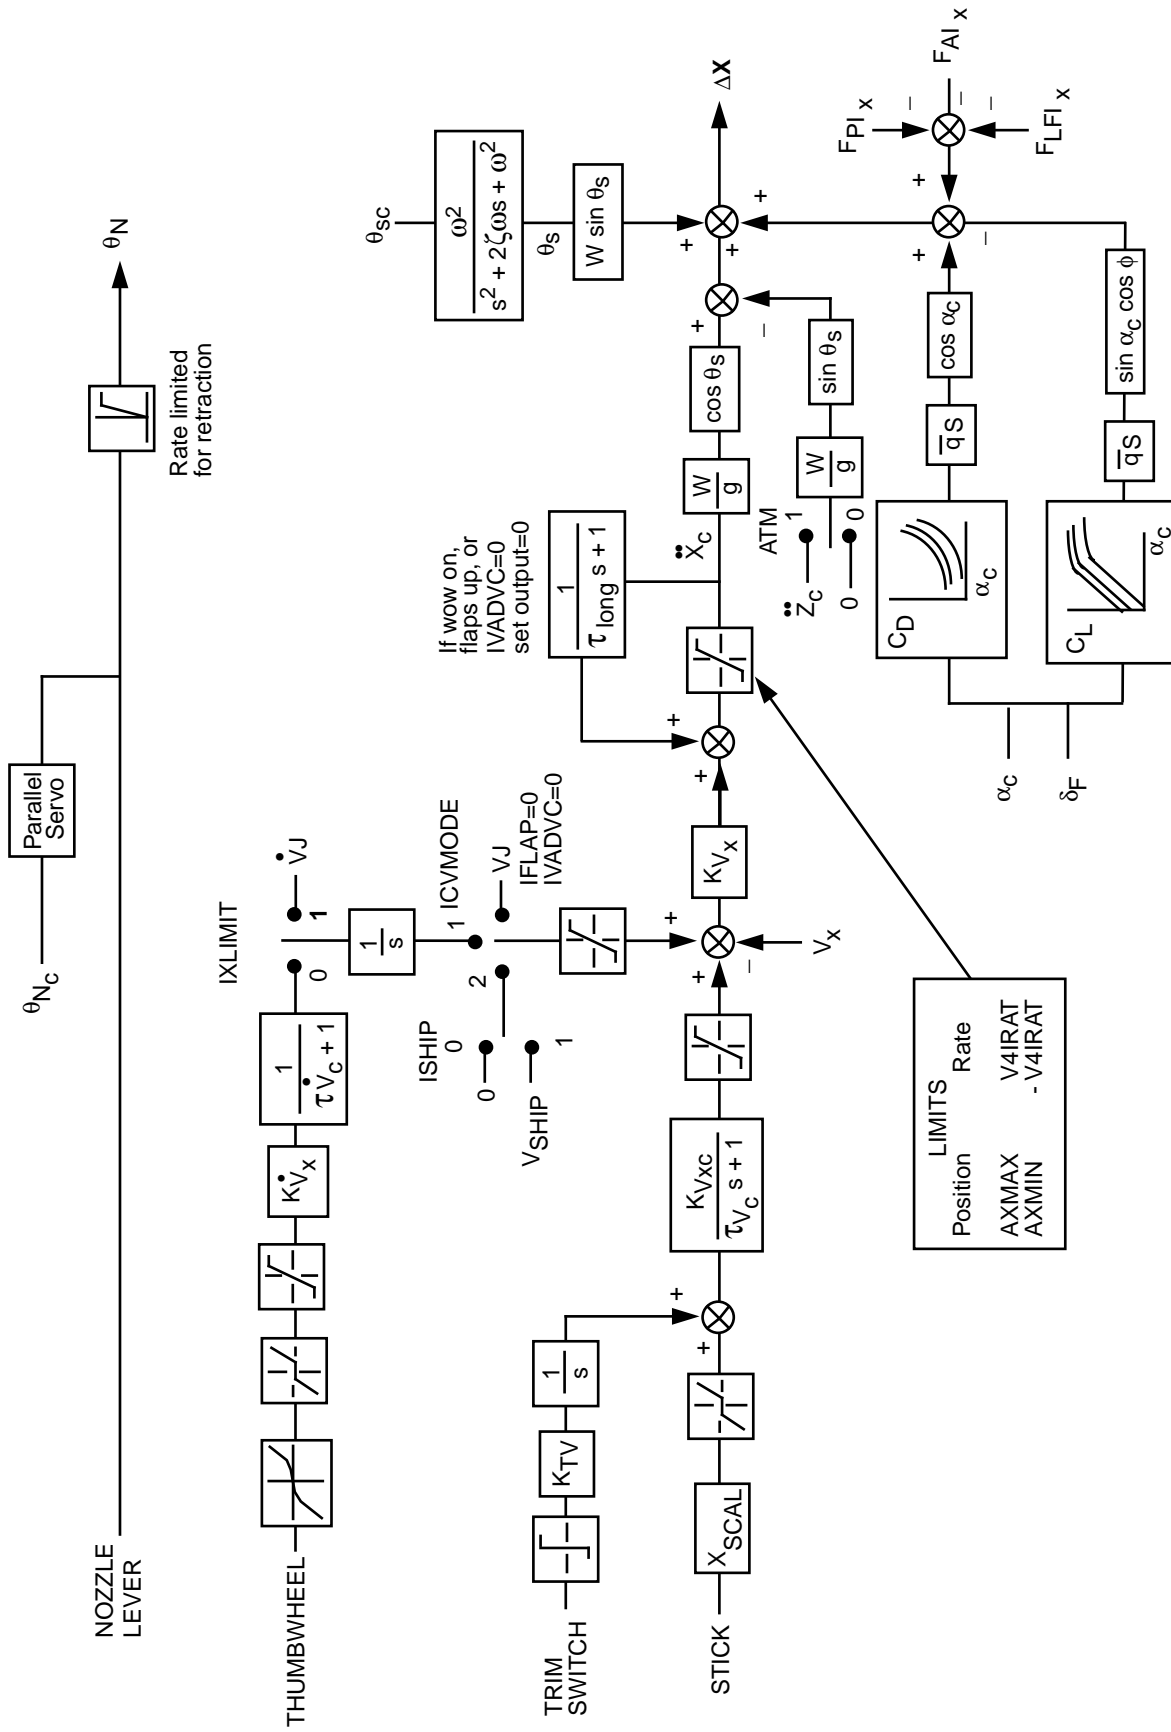 NOZZLE
LEVER
θNc
Parallel
Servo
Rate limited
for retraction
θN
THUMBWHEEL
KV̇x
1
τV̇c + 1
IXLIMIT
0
1
V̇J
1
s
ICVMODE
1
2
VJ
IFLAP=0
IVADVC=0
ISHIP
0
0
VSHIP
1
TRIM
SWITCH
KTV
1
s
STICK
XSCAL
+
+
KVxc
τVc s + 1
+
+
–
Vx
KVx
+
+
If wow on,
flaps up, or
IVADVC=0
set output=0
1
τlong s + 1
Ẍc
W
g
cos θs
+
–
ATM
1
Z̈c
0
0
W
g
sin θs
θsc
ω²
s² + 2ζωs + ω²
θs
W sin θs
+
+
+
ΔX
αc
δF
CD
αc
q̅S
cos αc
+
CL
αc
q̅S
sin αc cos ϕ
–
+
FPI x
–
FAI x
–
FLFI x
–
LIMITS
Position Rate
AXMAX V4IRAT
AXMIN - V4IRAT